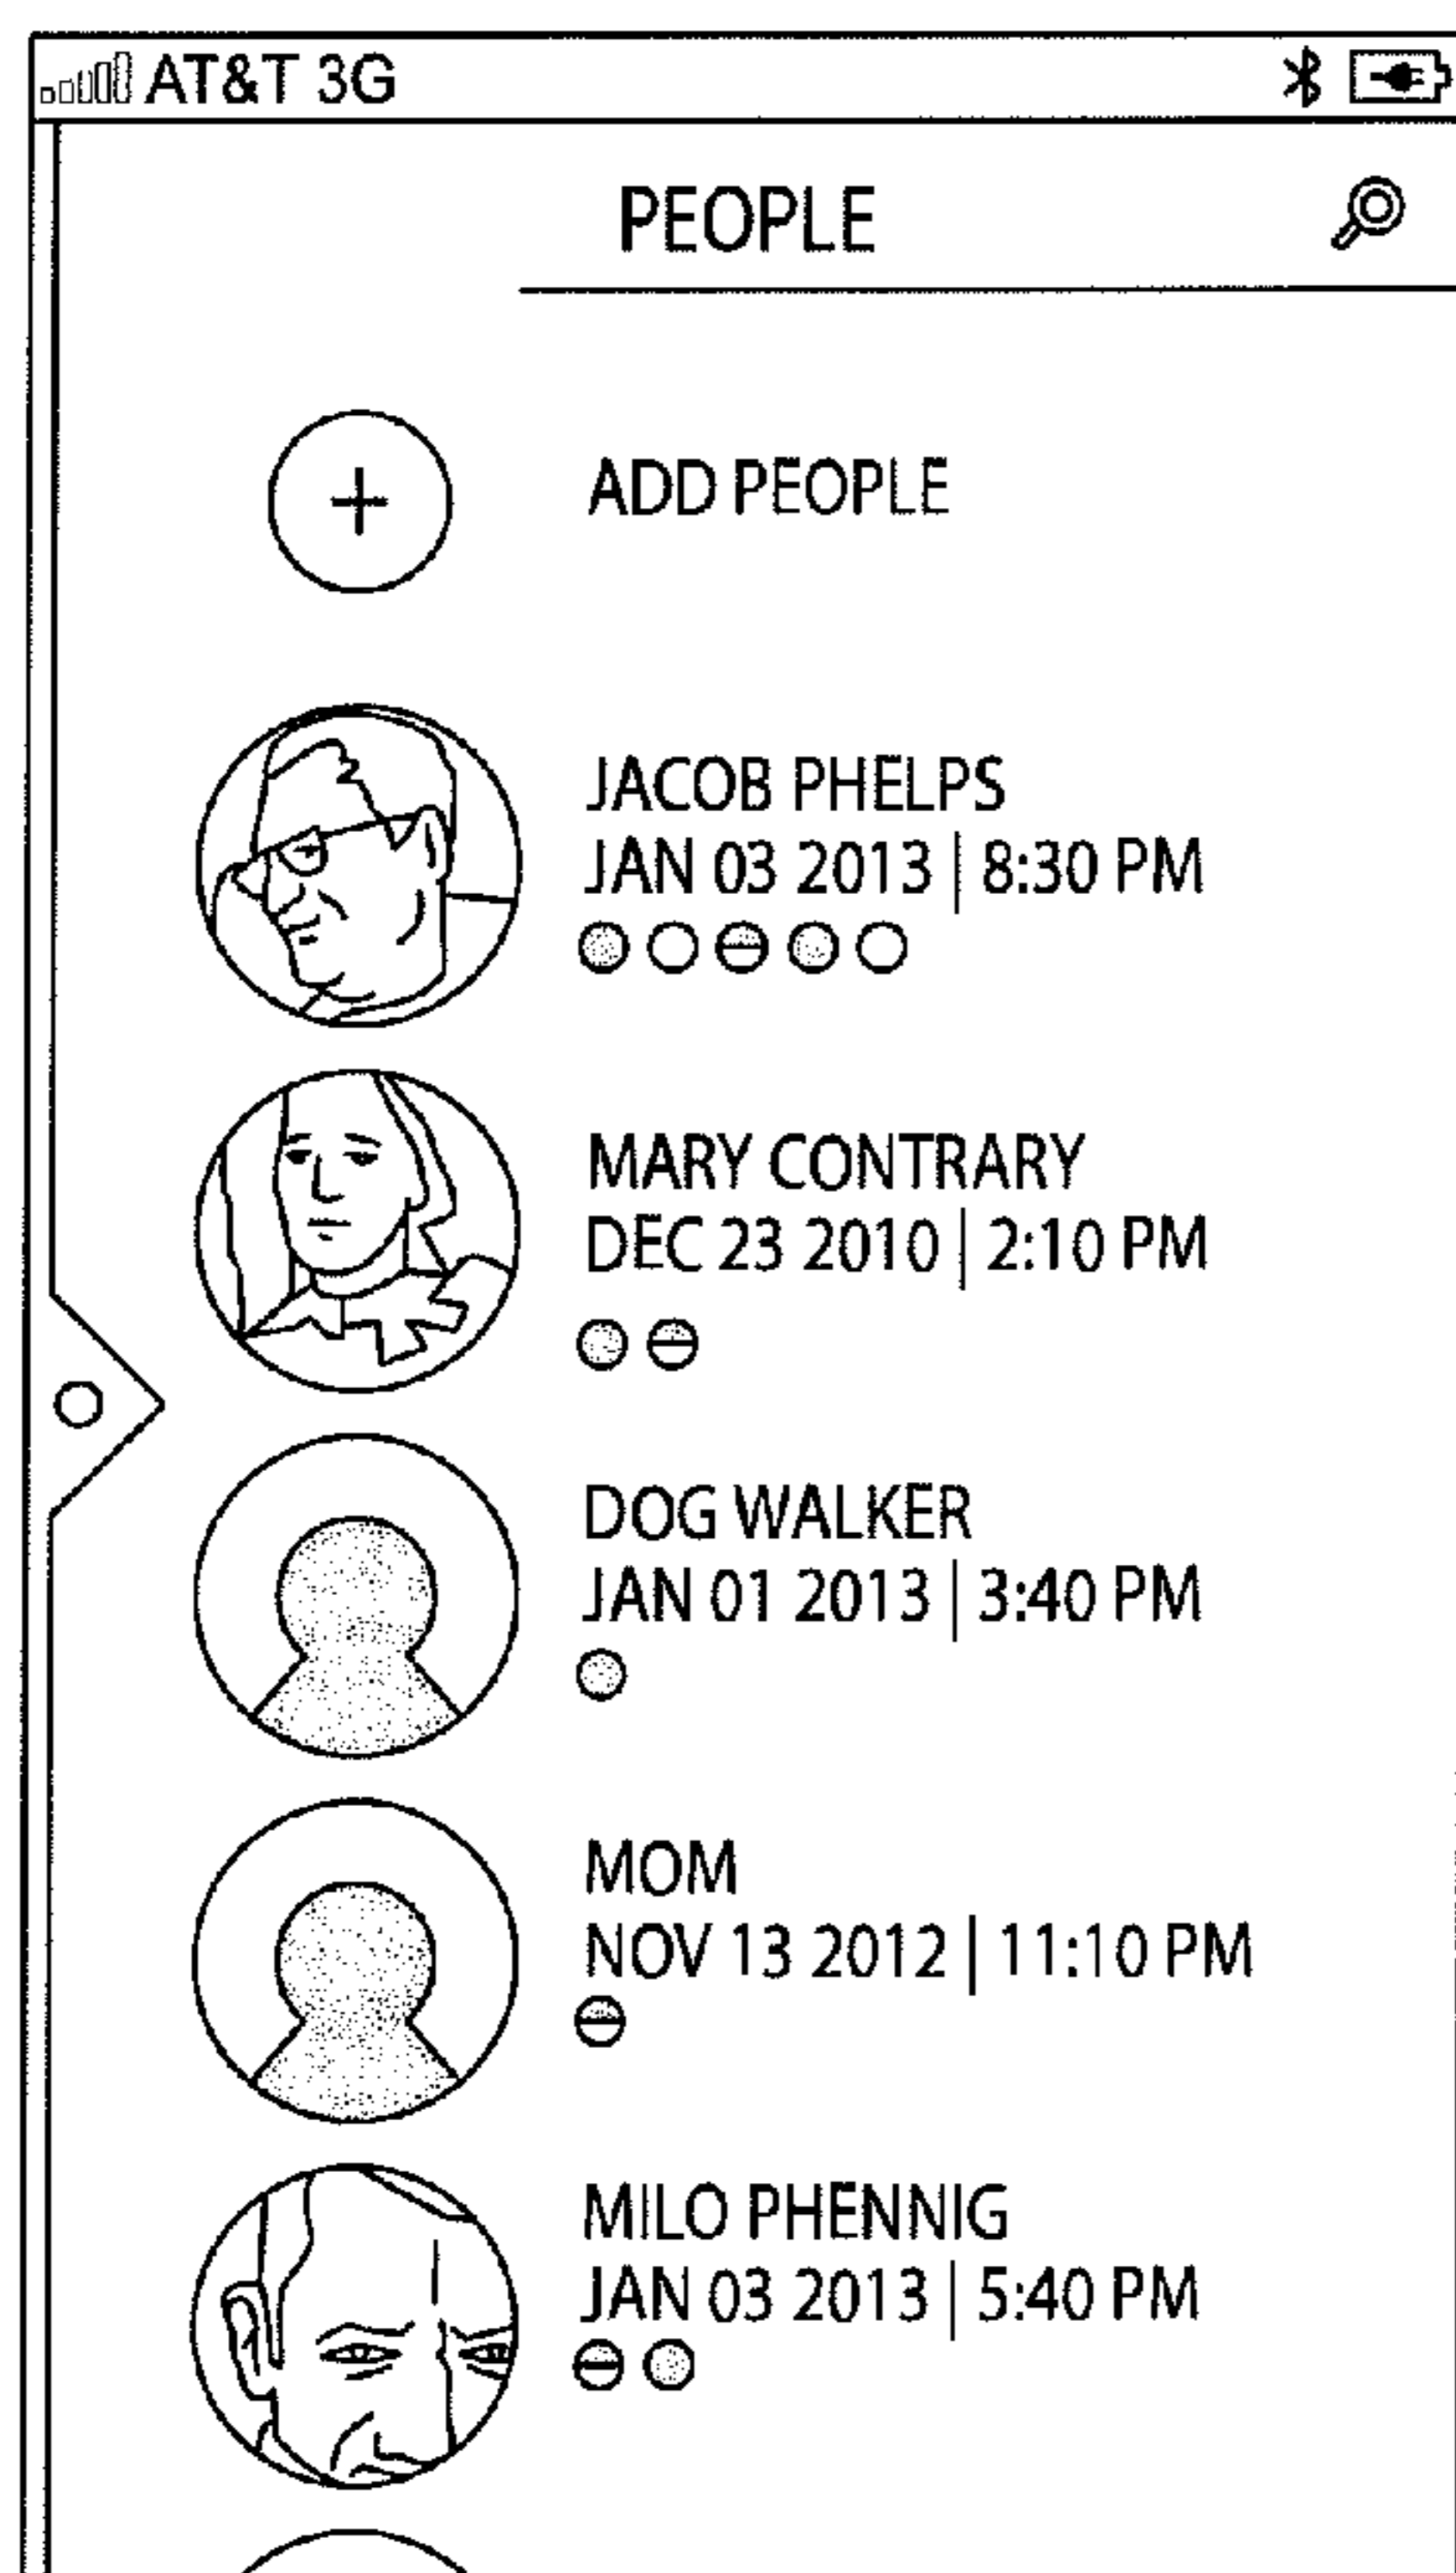 AT&T 3G
PEOPLE
ADD PEOPLE
JACOB PHELPS
JAN 03 2013 | 8:30 PM
MARY CONTRARY
DEC 23 2010 | 2:10 PM
DOG WALKER
JAN 01 2013 | 3:40 PM
MOM
NOV 13 2012 | 11:10 PM
MILO PHENNIG
JAN 03 2013 | 5:40 PM